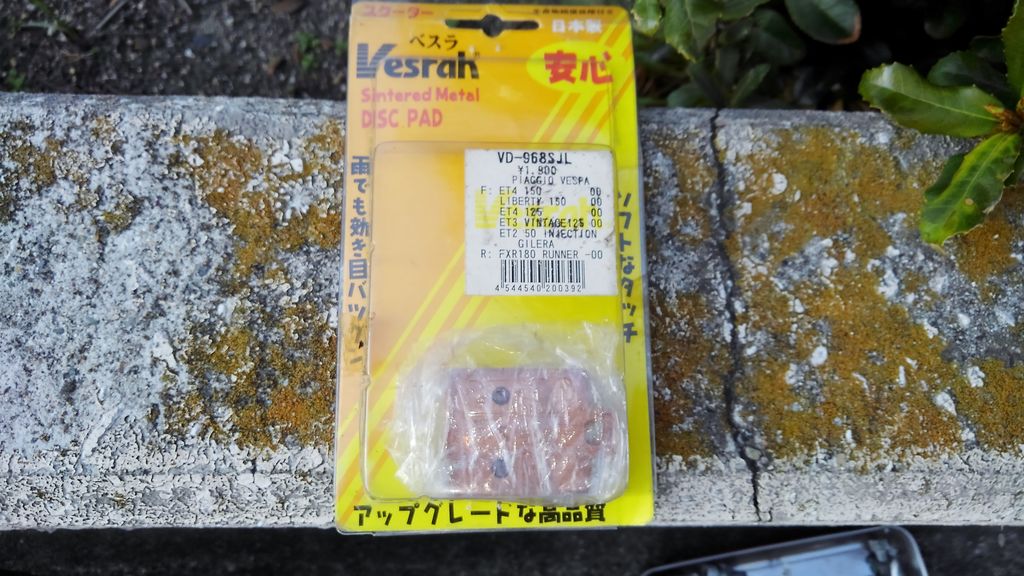 スクーター
日本製
ベスラ
Vesrah
安心
Sintered Metal
DISC PAD
雨でも効き目バツグン
ソフトなタッチ
VD-968SJL
¥1,900
PIAGGIO VESPA
F: ET4 150 00
LIBERTY 150 00
ET4 125 00
ET3 VINTAGE125 00
ET2 50 INJECTION
GILERA
R: FXR180 RUNNER -00
4 544540 200392
アップグレードな高品質